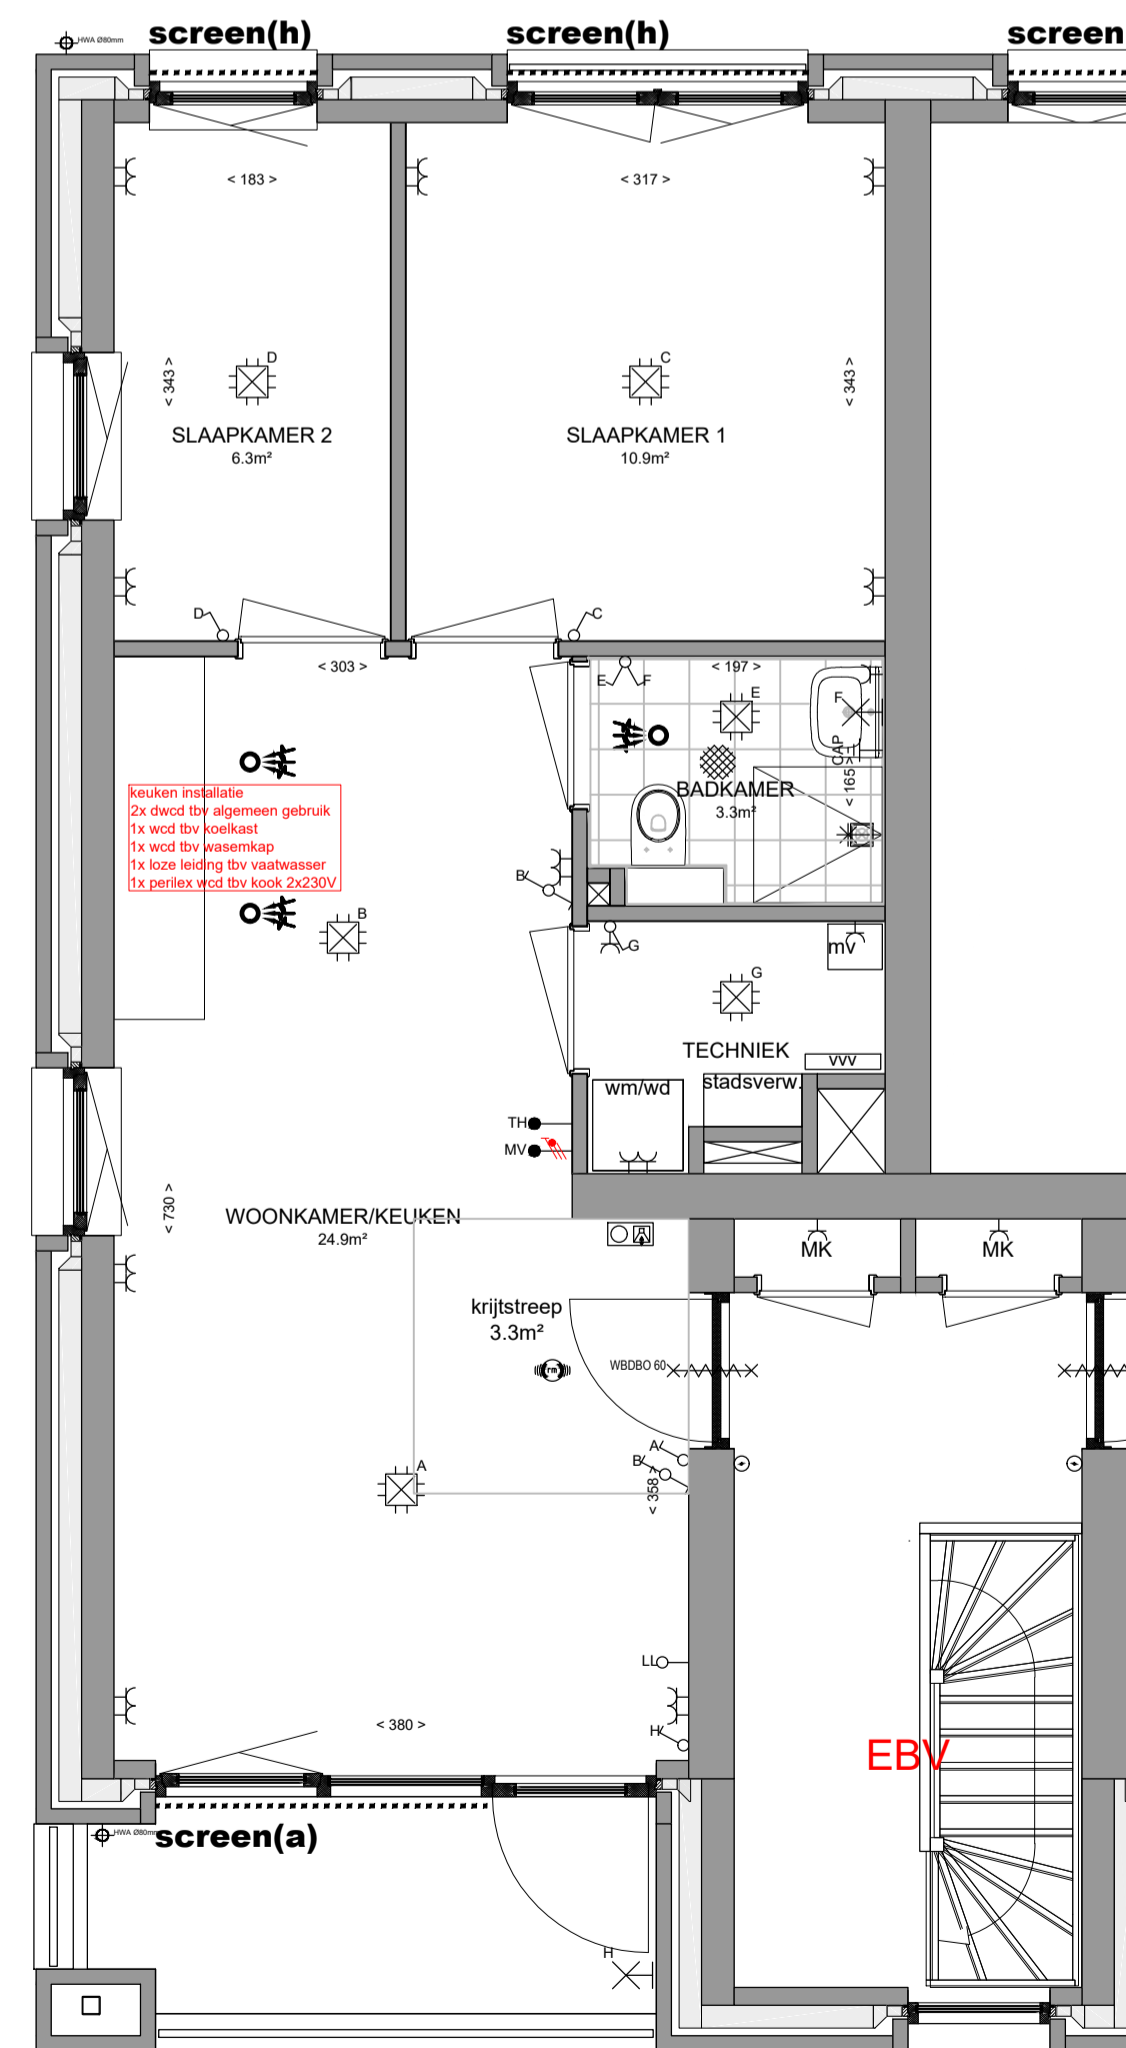 screen(h)
screen(h)
screen
HWA Ø80mm
< 183 >
< 317 >
D
C
< 343 >
< 343 >
SLAAPKAMER 2
6.3m²
SLAAPKAMER 1
10.9m²
D
C
< 303 >
< 197 >
E
F
E
F
CAP
< 165 >
BADKAMER
3.3m²
keuken installatie
2x dwcd tbv algemeen gebruik
1x wcd tbv koelkast
1x wcd tbv wasemkap
1x loze leiding tbv vaatwasser
1x perilex wcd tbv kook 2x230V
B
B
G
mv
G
TECHNIEK
vvv
wm/wd
stadsverw.
TH
MV
< 730 >
WOONKAMER/KEUKEN
24.9m²
MK
MK
krijtstreep
3.3m²
rm
WBDBO 60
A
B
A
< 358 >
LL
H
< 380 >
EBV
HWA Ø80mm
screen(a)
H